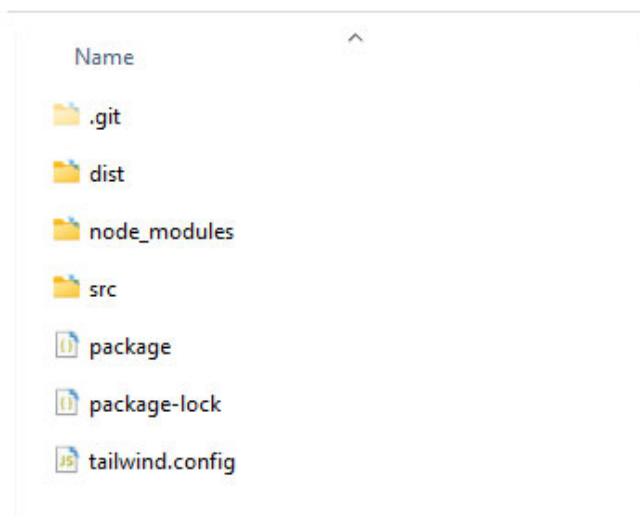 Name
.git
dist
node_modules
src
package
package-lock
tailwind.config